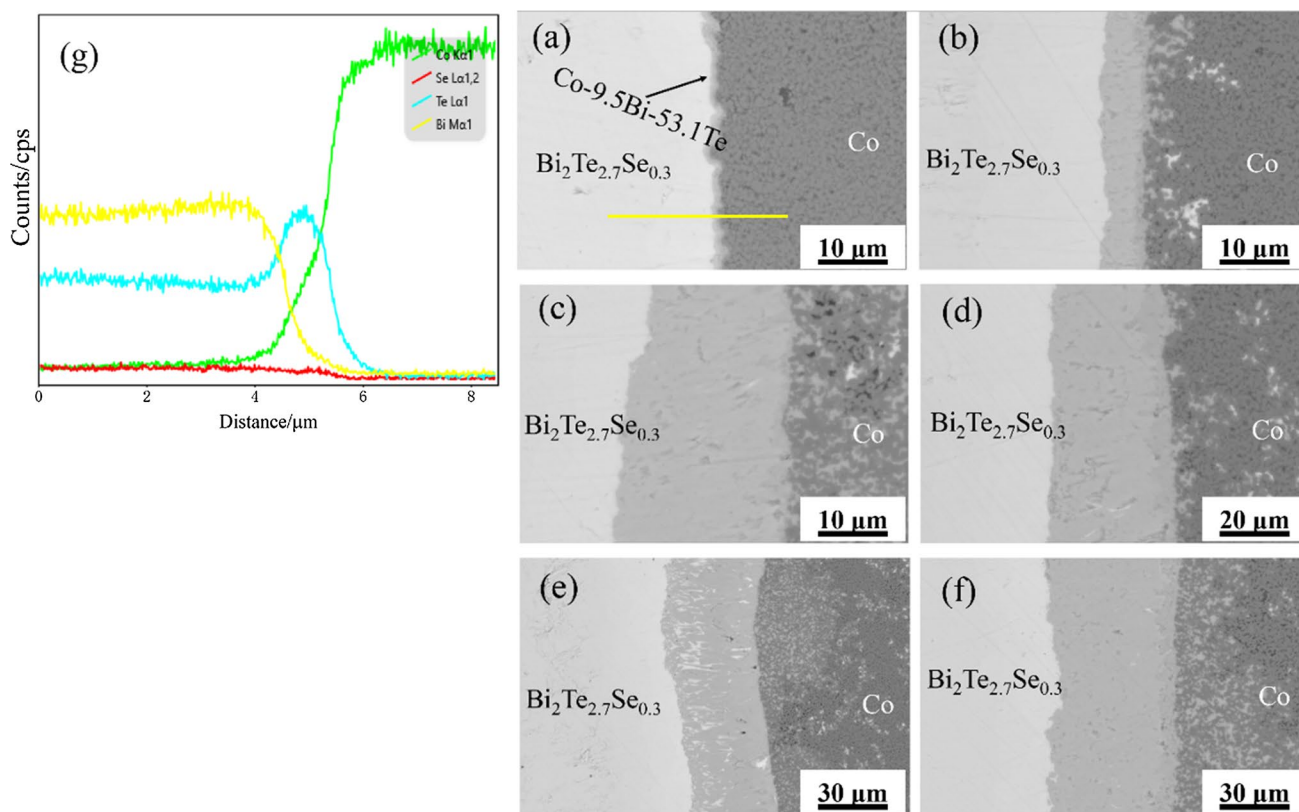 (g)
Co Kα1
Se Lα1,2
Te Lα1
Bi Mα1
Counts/cps
0 2 4 6 8
Distance/μm
(a)
Co-9.5Bi-53.1Te
Bi₂Te₂.₇Se₀.₃
Co
10 μm
(b)
Bi₂Te₂.₇Se₀.₃
Co
10 μm
(c)
Bi₂Te₂.₇Se₀.₃
Co
10 μm
(d)
Bi₂Te₂.₇Se₀.₃
Co
20 μm
(e)
Bi₂Te₂.₇Se₀.₃
Co
30 μm
(f)
Bi₂Te₂.₇Se₀.₃
Co
30 μm